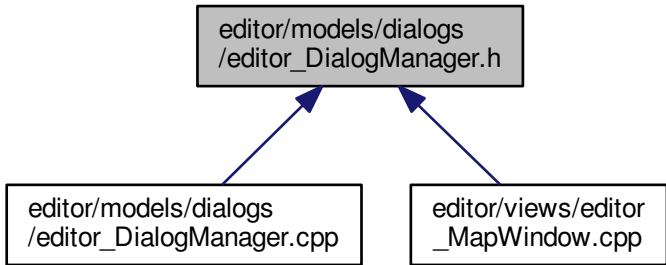 editor/models/dialogs
/editor_DialogManager.h
editor/models/dialogs
/editor_DialogManager.cpp
editor/views/editor
_MapWindow.cpp